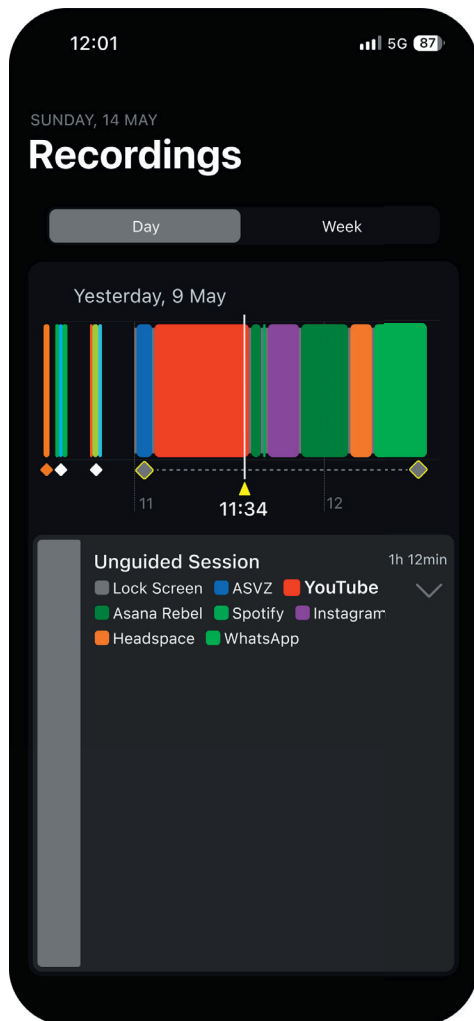 12:01 5G 87
SUNDAY, 14 MAY
Recordings
Day Week
Yesterday, 9 May
11 11:34 12
Unguided Session 1h 12min
Lock Screen ASVZ YouTube
Asana Rebel Spotify Instagram
Headspace WhatsApp